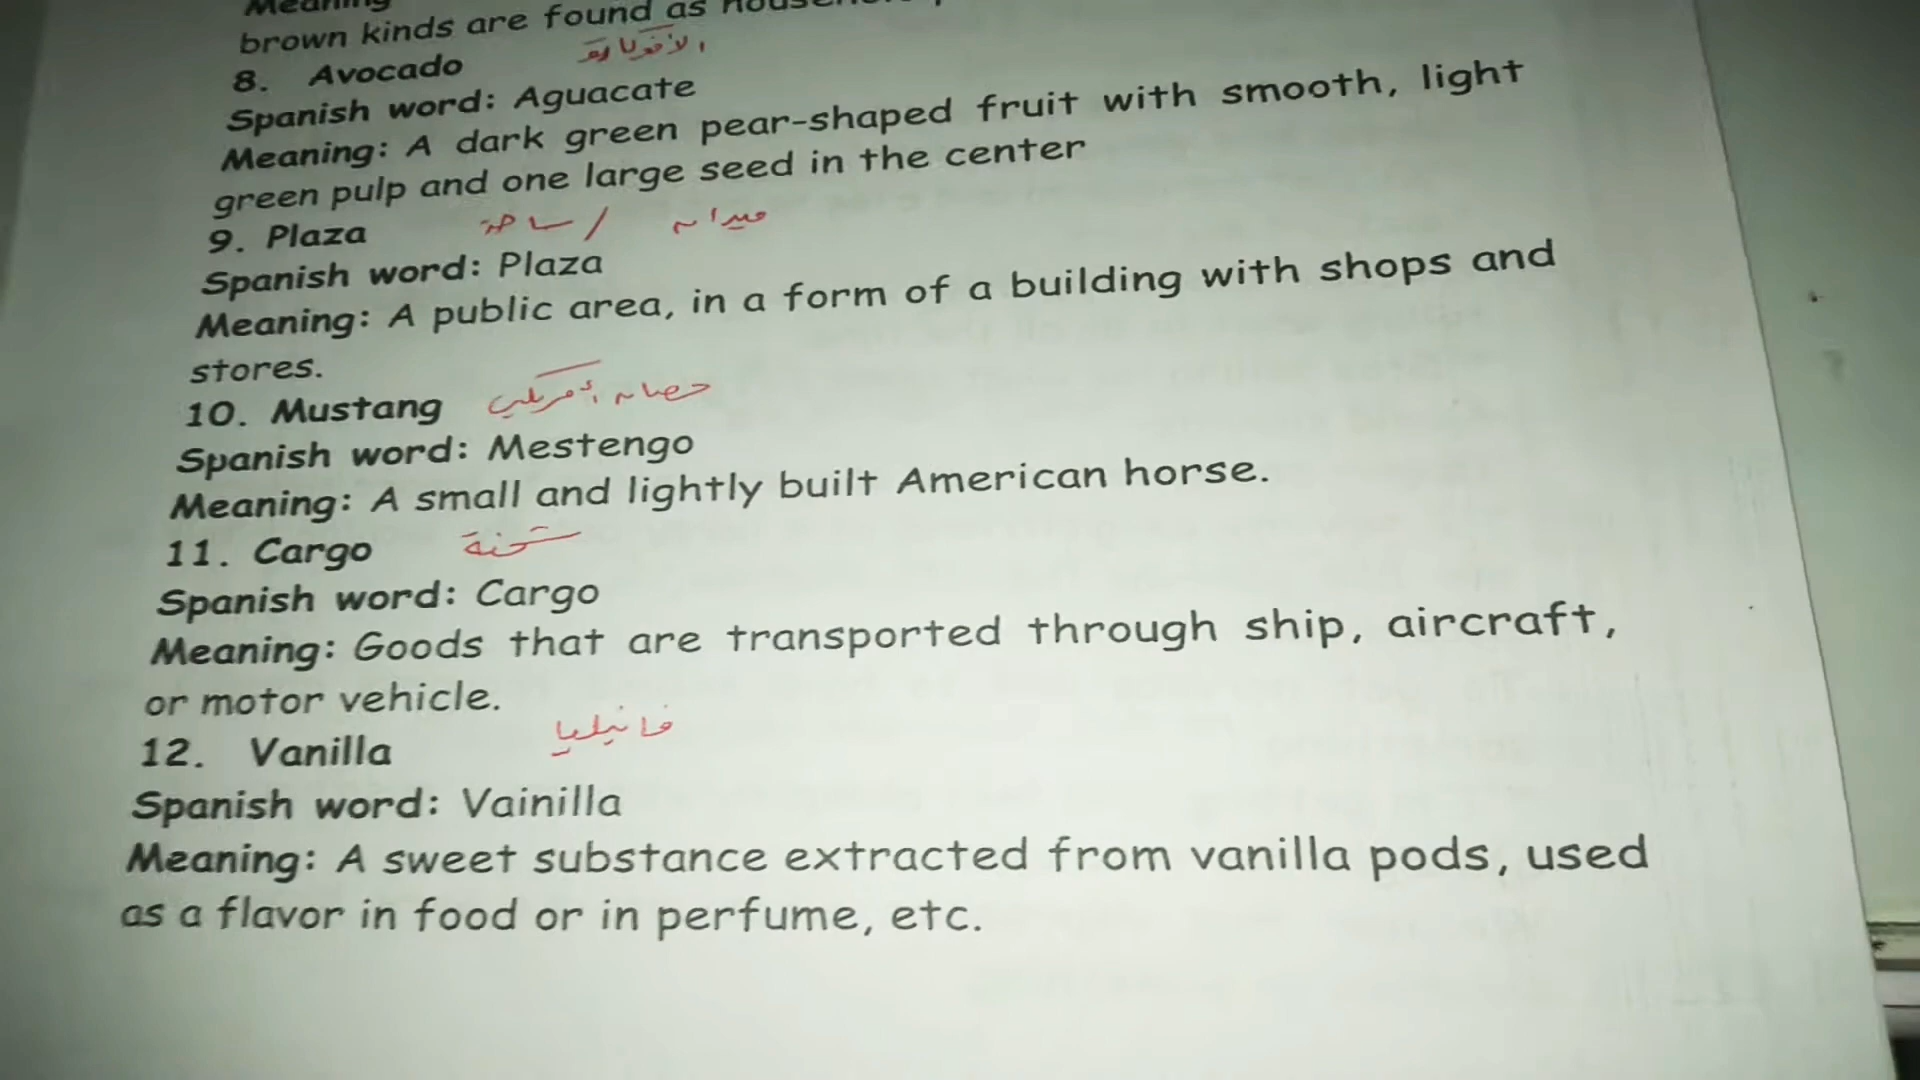 Meaning
brown kinds are found as
8. Avocado
Spanish word: Aguacate
Meaning: A dark green pear-shaped fruit with smooth, light
green pulp and one large seed in the center
9. Plaza ساحة / ميدان
Spanish word: Plaza
Meaning: A public area, in a form of a building with shops and
stores.
10. Mustang حصان أمريكي
Spanish word: Mestengo
Meaning: A small and lightly built American horse.
11. Cargo شحنة
Spanish word: Cargo
Meaning: Goods that are transported through ship, aircraft,
or motor vehicle.
12. Vanilla فانيليا
Spanish word: Vainilla
Meaning: A sweet substance extracted from vanilla pods, used
as a flavor in food or in perfume, etc.